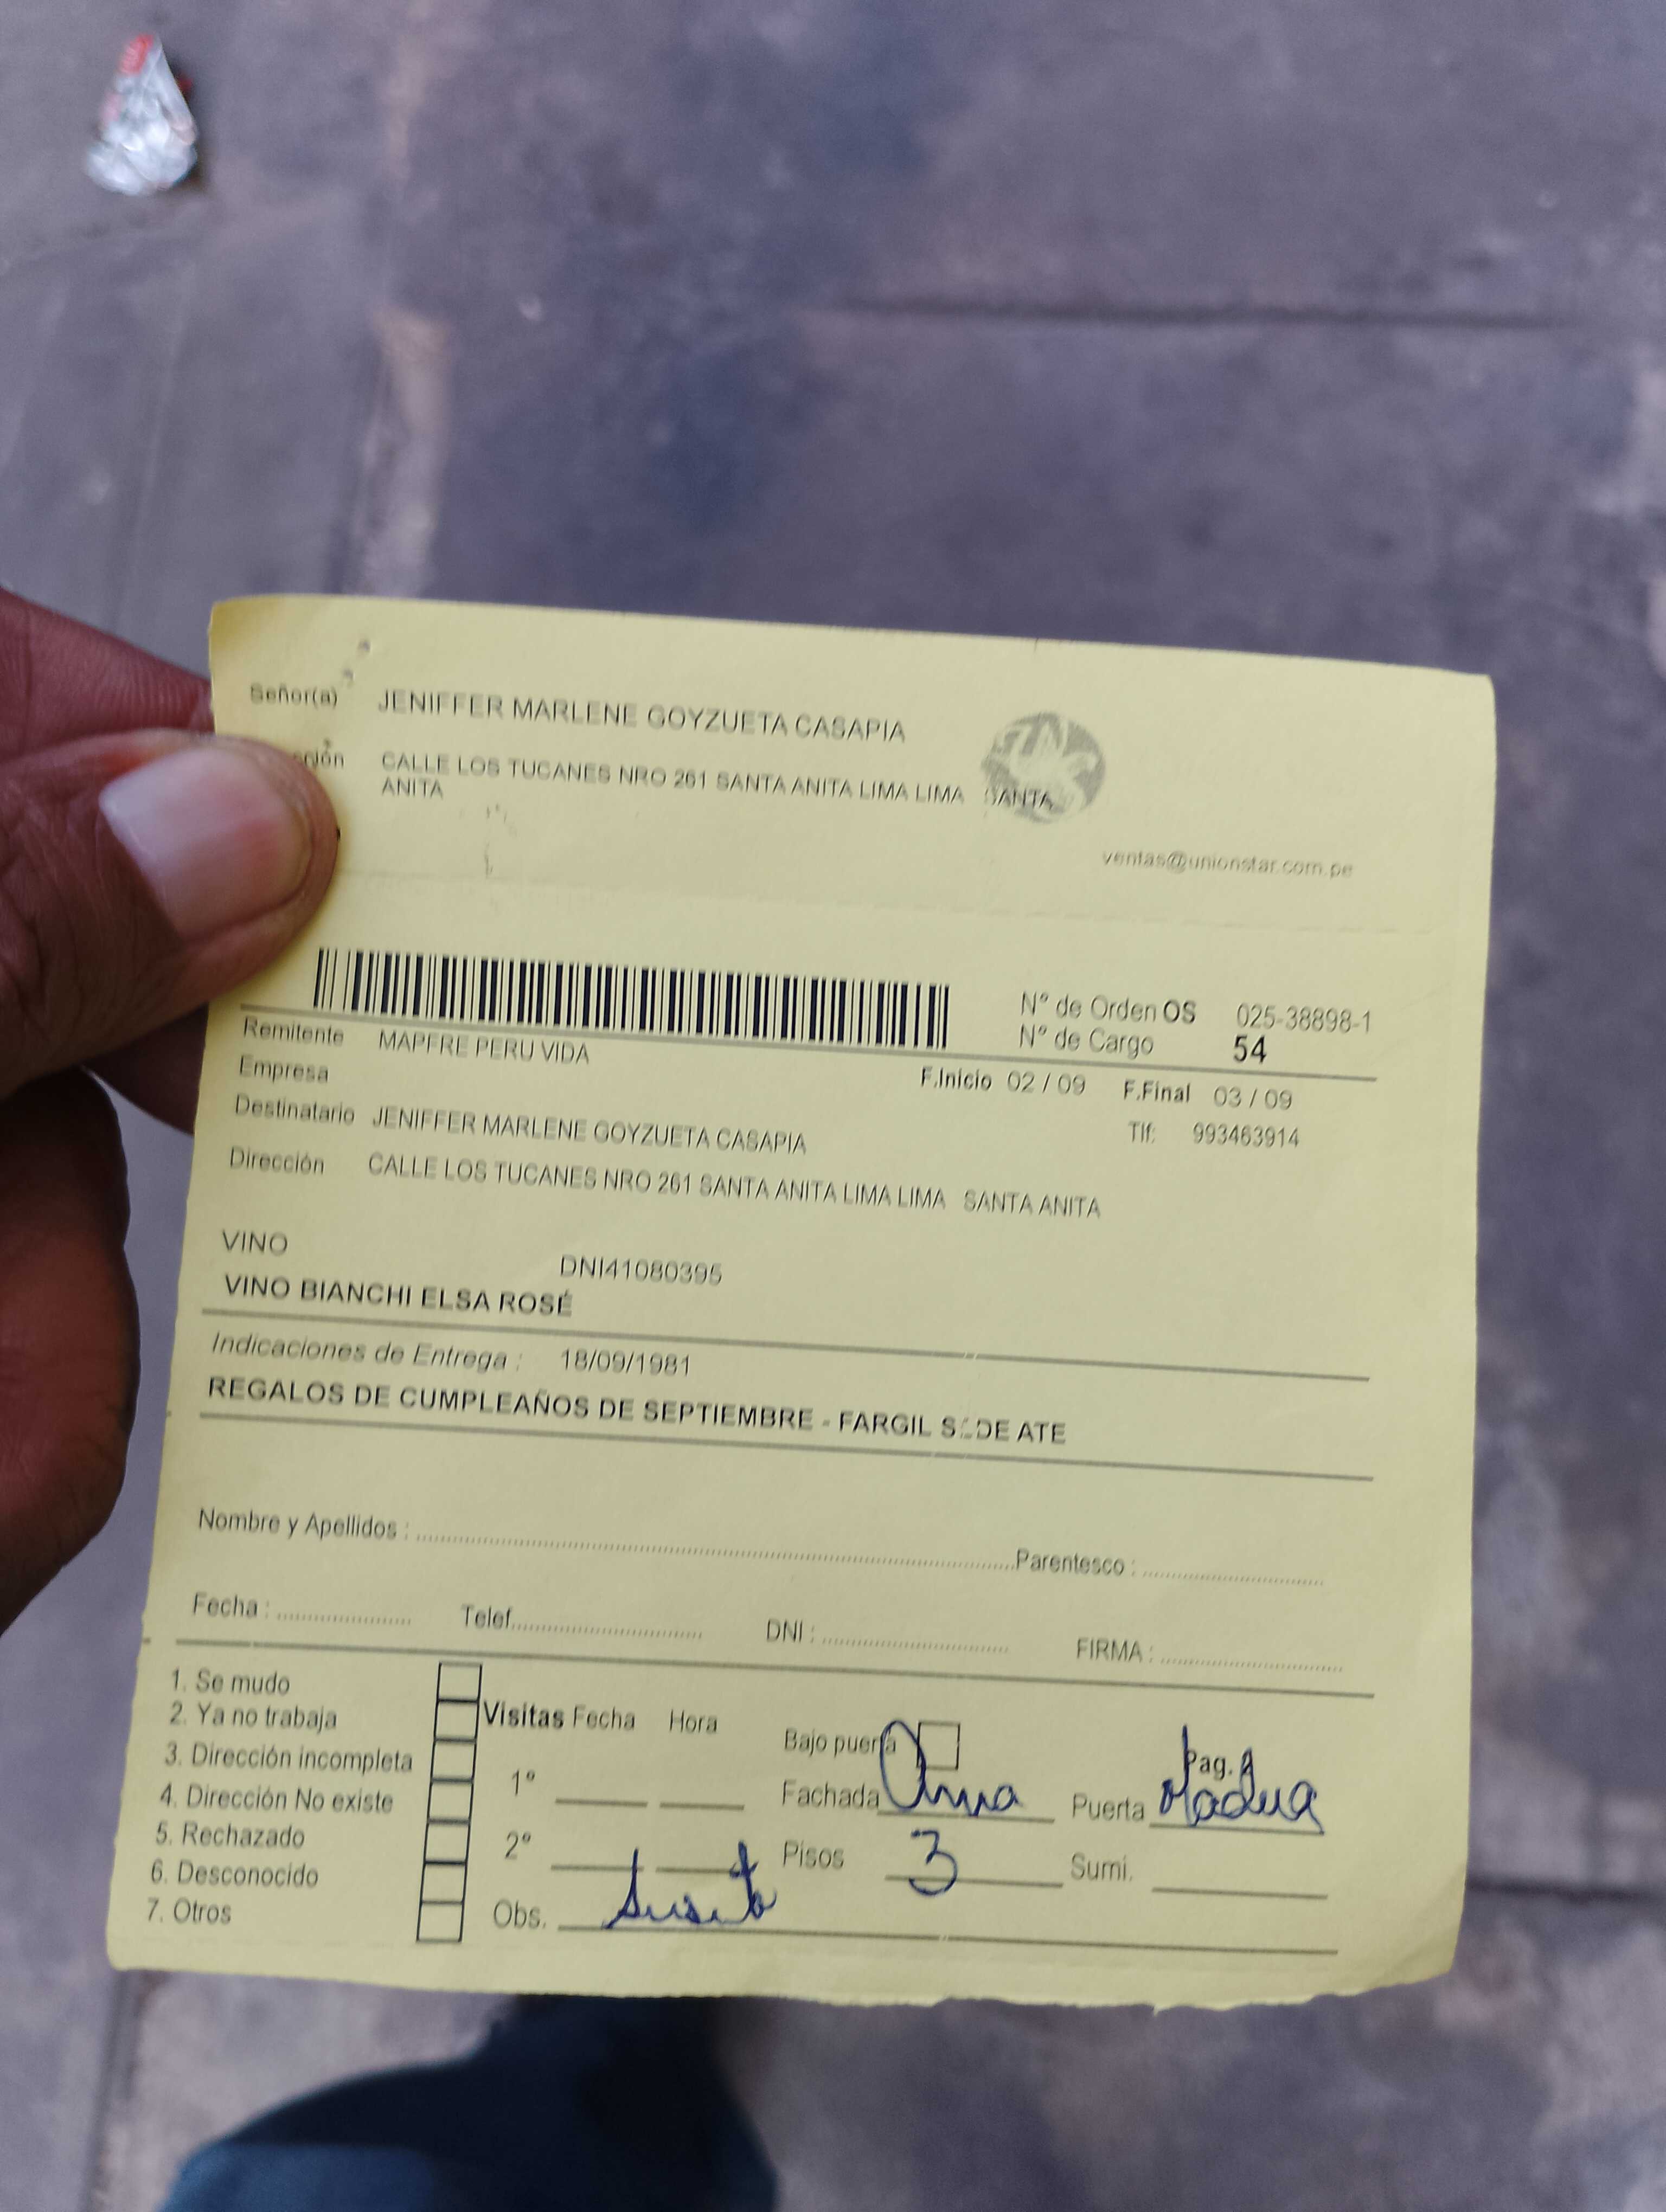 Señor(a) JENIFFER MARLENE GOYZUETA CASAPIA
CALLE LOS TUCANES NRO 261 SANTA ANITA LIMA LIMA SANTA
ANITA
ventas@unionstar.com.pe
N° de Orden OS 025-38898-1
N° de Cargo 54
Remitente MAPFRE PERU VIDA
Empresa
F.Inicio 02 / 09 F.Final 03 / 09
Destinatario JENIFFER MARLENE GOYZUETA CASAPIA
Tlf: 993463914
Dirección CALLE LOS TUCANES NRO 261 SANTA ANITA LIMA LIMA SANTA ANITA
VINO
DNI41080395
VINO BIANCHI ELSA ROSÉ
Indicaciones de Entrega : 18/09/1981
REGALOS DE CUMPLEAÑOS DE SEPTIEMBRE - FARGIL SEDE ATE
Nombre y Apellidos : Parentesco :
Fecha : Telef. DNI : FIRMA :
1. Se mudo
2. Ya no trabaja
3. Dirección incompleta
4. Dirección No existe
5. Rechazado
6. Desconocido
7. Otros
Visitas Fecha Hora
1°
2°
Obs.
Bajo puerta
Pag. 2
Fachada Puerta
Pisos 3 Sumi.